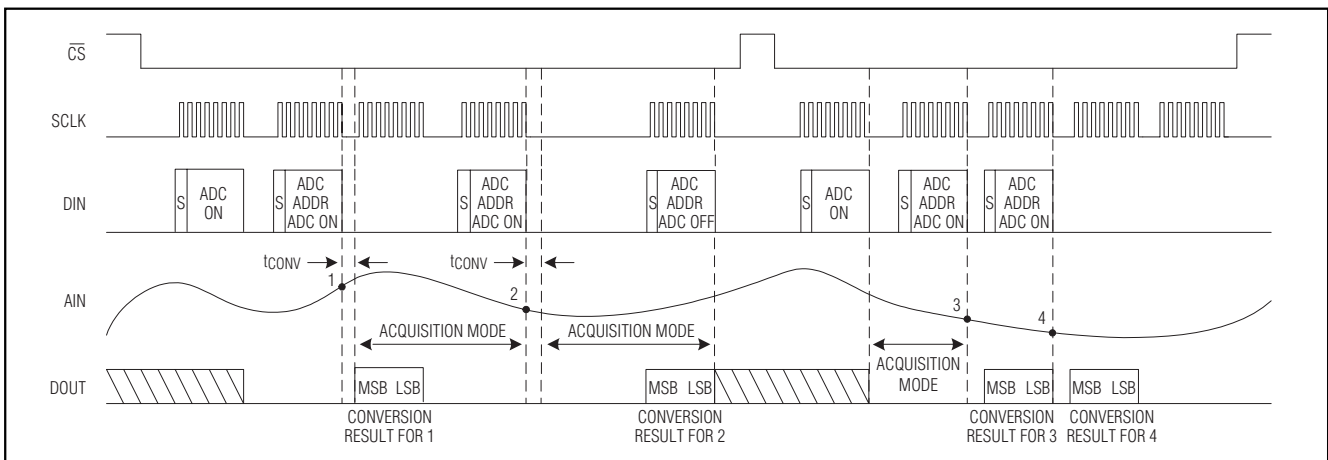 C̅S̅
SCLK
DIN
S
ADC
ON
S
ADC
ADDR
ADC ON
S
ADC
ADDR
ADC ON
S
ADC
ADDR
ADC OFF
S
ADC
ON
S
ADC
ADDR
ADC ON
S
ADC
ADDR
ADC ON
tCONV
tCONV
1
2
3
4
AIN
ACQUISITION MODE
ACQUISITION MODE
ACQUISITION
MODE
DOUT
MSB LSB
MSB LSB
MSB LSB
MSB LSB
CONVERSION
RESULT FOR 1
CONVERSION
RESULT FOR 2
CONVERSION
RESULT FOR 3
CONVERSION
RESULT FOR 4